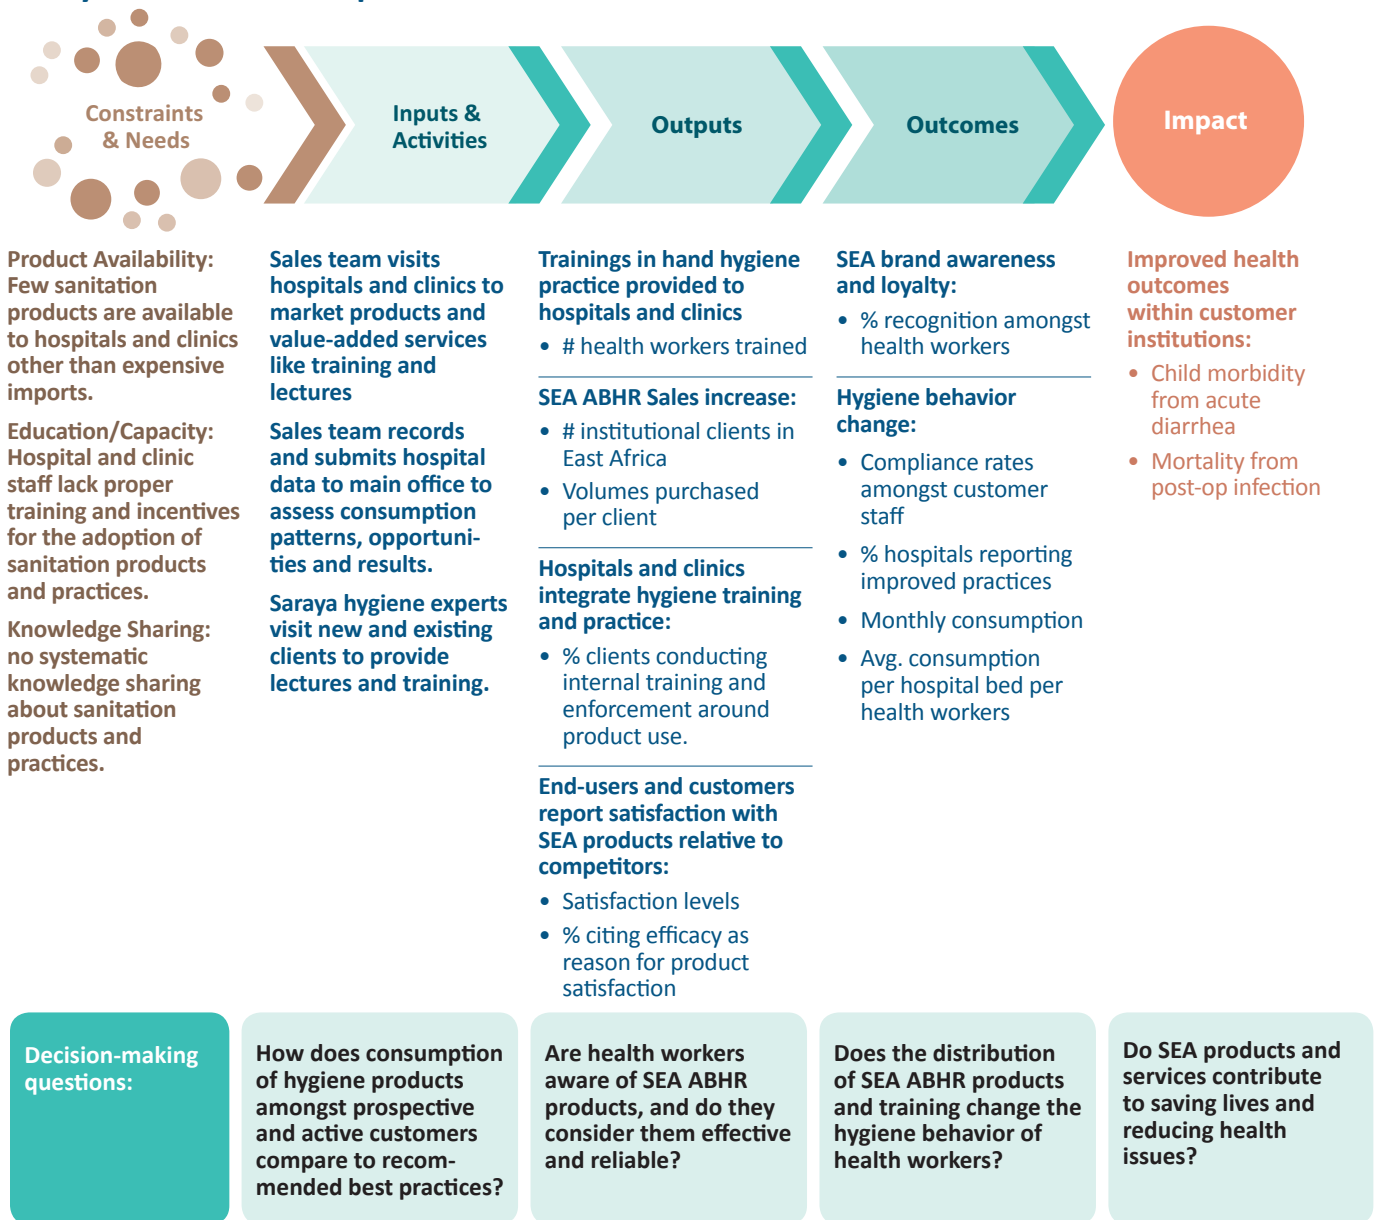 Constraints
& Needs
Inputs &
Activities
Outputs
Outcomes
Impact
Product Availability:
Few sanitation
products are available
to hospitals and clinics
other than expensive
imports.
Education/Capacity:
Hospital and clinic
staff lack proper
training and incentives
for the adoption of
sanitation products
and practices.
Knowledge Sharing:
no systematic
knowledge sharing
about sanitation
products and
practices.
Sales team visits
hospitals and clinics to
market products and
value-added services
like training and
lectures
Sales team records
and submits hospital
data to main office to
assess consumption
patterns, opportuni-
ties and results.
Saraya hygiene experts
visit new and existing
clients to provide
lectures and training.
Trainings in hand hygiene
practice provided to
hospitals and clinics
• # health workers trained
SEA ABHR Sales increase:
• # institutional clients in
East Africa
• Volumes purchased
per client
Hospitals and clinics
integrate hygiene training
and practice:
• % clients conducting
internal training and
enforcement around
product use.
End-users and customers
report satisfaction with
SEA products relative to
competitors:
• Satisfaction levels
• % citing efficacy as
reason for product
satisfaction
SEA brand awareness
and loyalty:
• % recognition amongst
health workers
Hygiene behavior
change:
• Compliance rates
amongst customer
staff
• % hospitals reporting
improved practices
• Monthly consumption
• Avg. consumption
per hospital bed per
health workers
Improved health
outcomes
within customer
institutions:
• Child morbidity
from acute
diarrhea
• Mortality from
post-op infection
Decision-making
questions:
How does consumption
of hygiene products
amongst prospective
and active customers
compare to recom-
mended best practices?
Are health workers
aware of SEA ABHR
products, and do they
consider them effective
and reliable?
Does the distribution
of SEA ABHR products
and training change the
hygiene behavior of
health workers?
Do SEA products and
services contribute
to saving lives and
reducing health
issues?